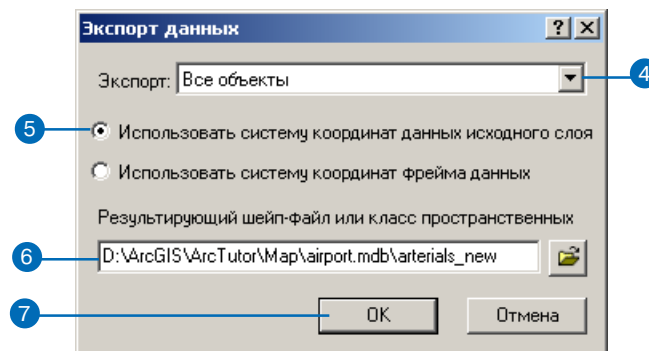 Экспорт данных
Экспорт: Все объекты
4
5
Использовать систему координат данных исходного слоя
Использовать систему координат фрейма данных
Результирующий шейп-файл или класс пространственных
6
D:\ArcGIS\ArcTutor\Map\airport.mdb\arterials_new
7
OK
Отмена